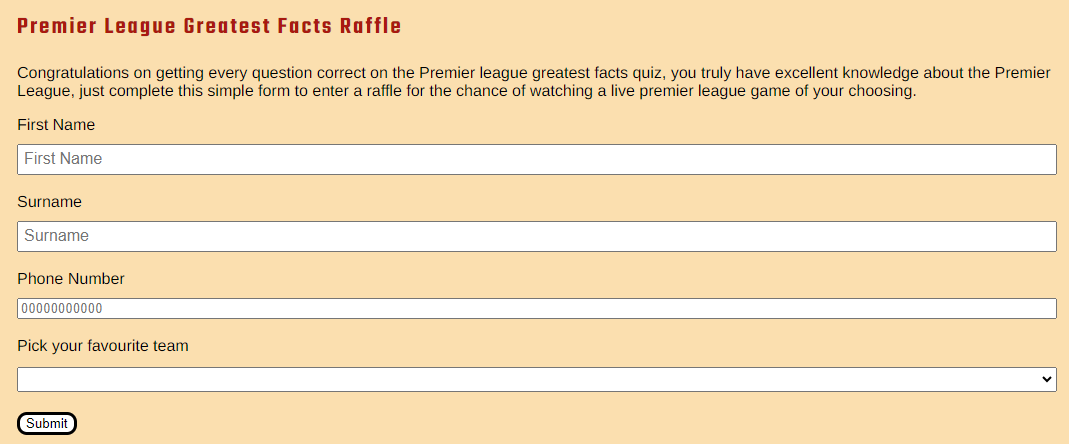 Premier League Greatest Facts Raffle
Congratulations on getting every question correct on the Premier league greatest facts quiz, you truly have excellent knowledge about the Premier
League, just complete this simple form to enter a raffle for the chance of watching a live premier league game of your choosing.
First Name
First Name
Surname
Surname
Phone Number
00000000000
Pick your favourite team
Submit